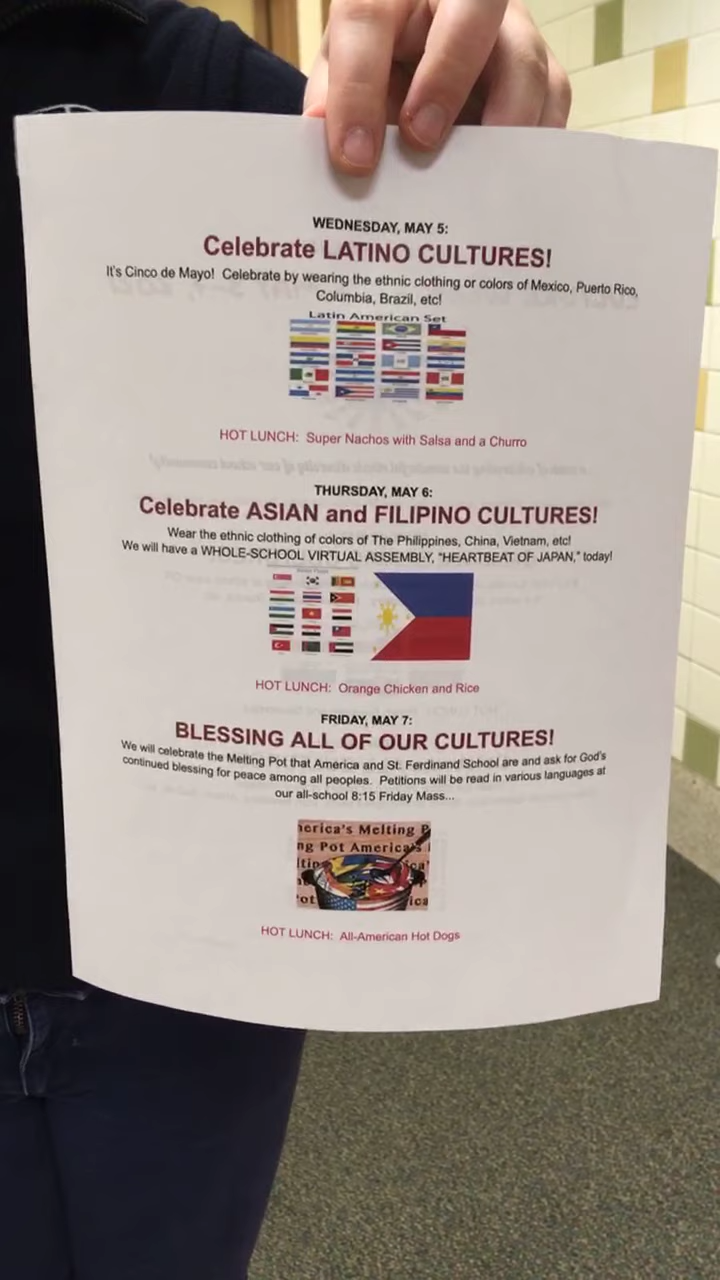 WEDNESDAY, MAY 5:
Celebrate LATINO CULTURES!
It's Cinco de Mayo! Celebrate by wearing the ethnic clothing or colors of Mexico, Puerto Rico,
Columbia, Brazil, etc!
Latin American Set
HOT LUNCH: Super Nachos with Salsa and a Churro
THURSDAY, MAY 6:
Celebrate ASIAN and FILIPINO CULTURES!
Wear the ethnic clothing of colors of The Philippines, China, Vietnam, etc!
We will have a WHOLE-SCHOOL VIRTUAL ASSEMBLY, "HEARTBEAT OF JAPAN," today!
HOT LUNCH: Orange Chicken and Rice
FRIDAY, MAY 7:
BLESSING ALL OF OUR CULTURES!
We will celebrate the Melting Pot that America and St. Ferdinand School are and ask for God's
continued blessing for peace among all peoples. Petitions will be read in various languages at
our all-school 8:15 Friday Mass...
nerica's Melting P
ng Pot America's
HOT LUNCH: All-American Hot Dogs